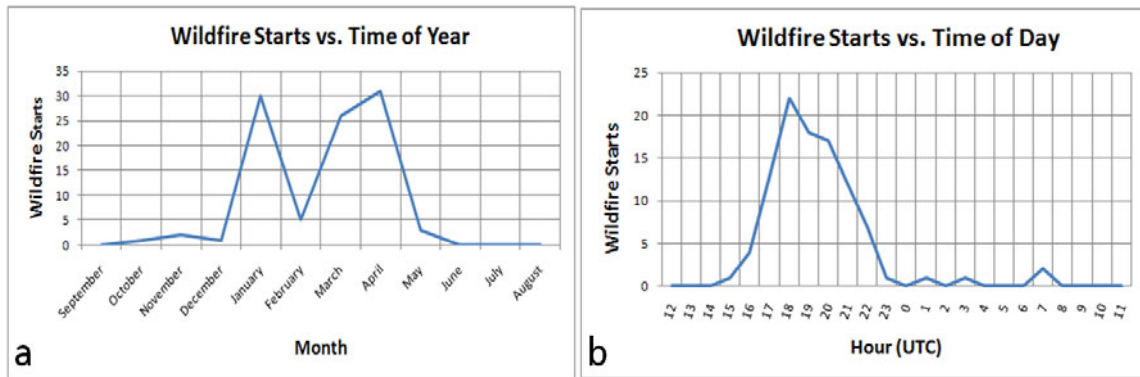 Wildfire Starts vs. Time of Year
Wildfire Starts
35
30
25
20
15
10
5
0
September
October
November
December
January
February
March
April
May
June
July
August
Month
a
Wildfire Starts vs. Time of Day
Wildfire Starts
25
20
15
10
5
0
12
13
14
15
16
17
18
19
20
21
22
23
0
1
2
3
4
5
6
7
8
9
10
11
Hour (UTC)
b